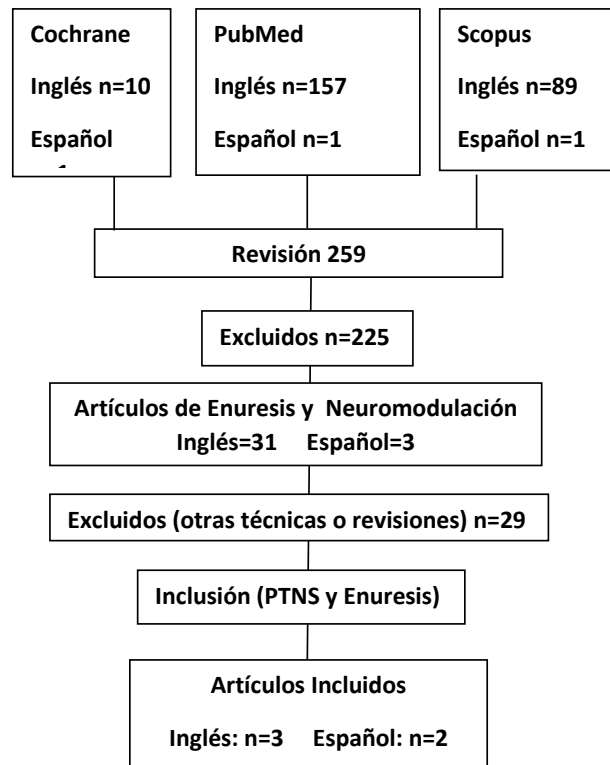 Cochrane
Inglés n=10
Español
PubMed
Inglés n=157
Español n=1
Scopus
Inglés n=89
Español n=1
Revisión 259
Excluidos n=225
Artículos de Enuresis y Neuromodulación
Inglés=31 Español=3
Excluidos (otras técnicas o revisiones) n=29
Inclusión (PTNS y Enuresis)
Artículos Incluidos
Inglés: n=3 Español: n=2